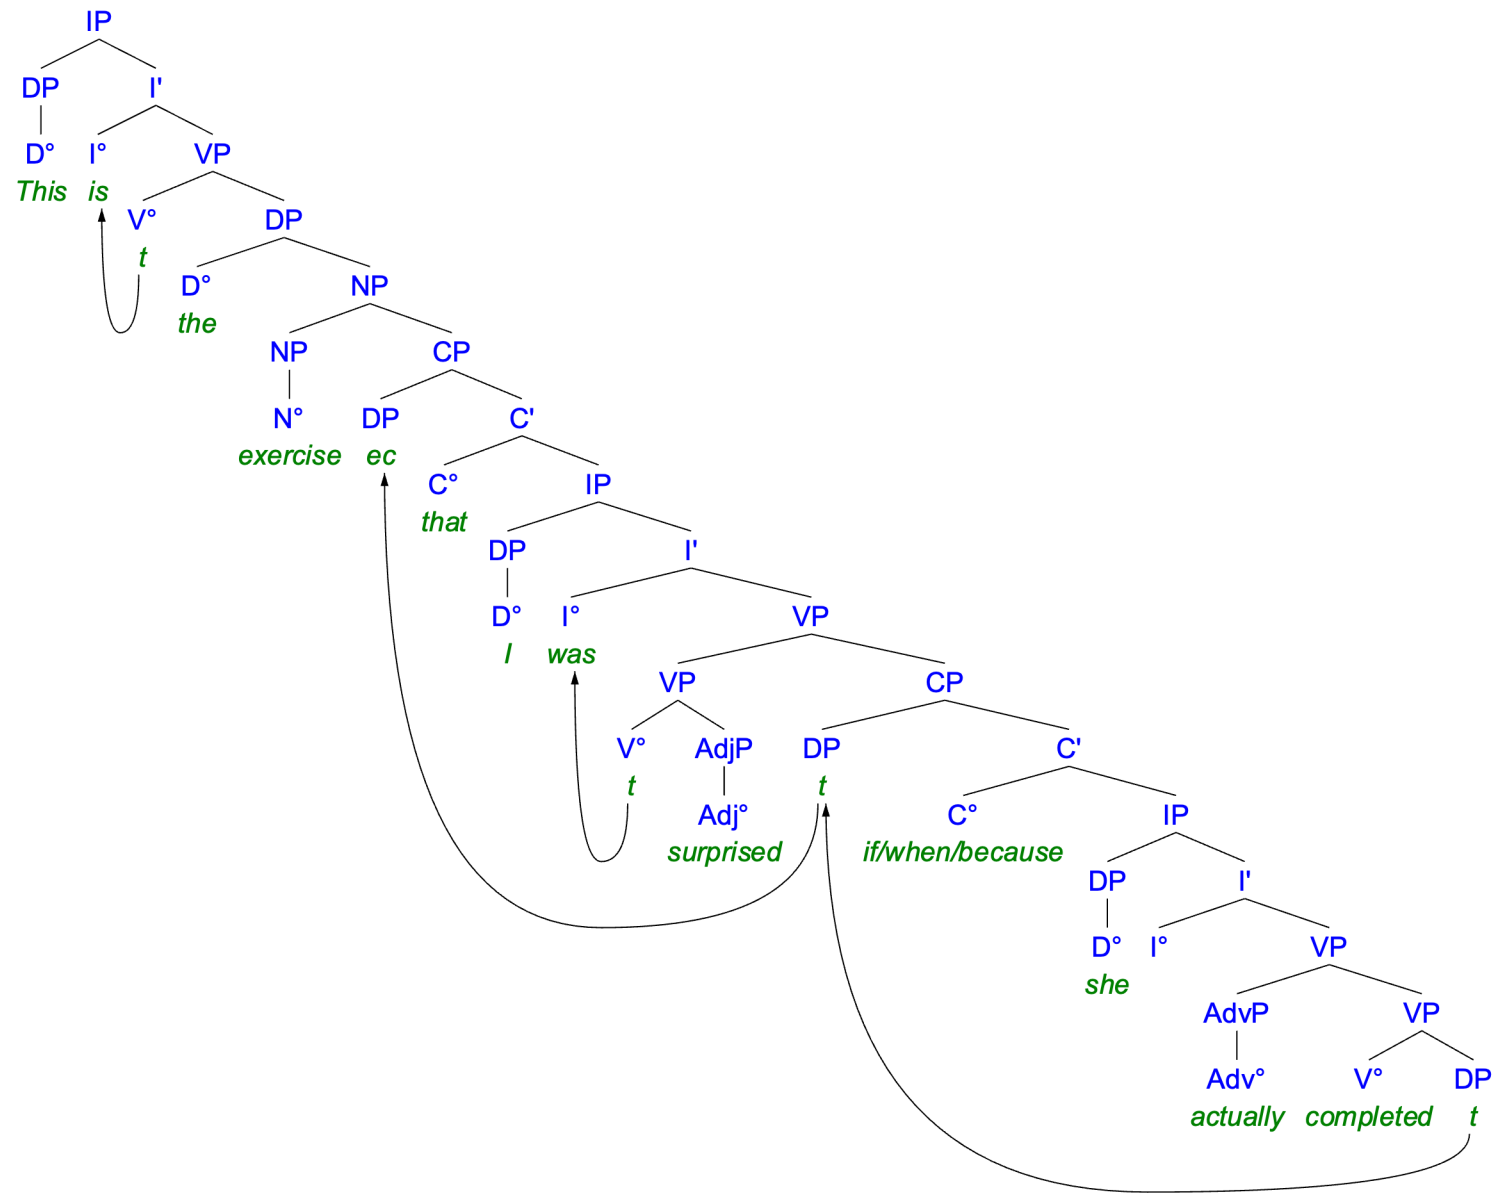 IP
DP I'
D° I° VP
This is
V° DP
t
D° NP
the
NP CP
N° DP C'
exercise ec
C° IP
that
DP I'
D° I° VP
I was
VP CP
V° AdjP DP C'
t t
Adj° C° IP
surprised if/when/because
DP I'
D° I° VP
she
AdvP VP
Adv° V° DP
actually completed t